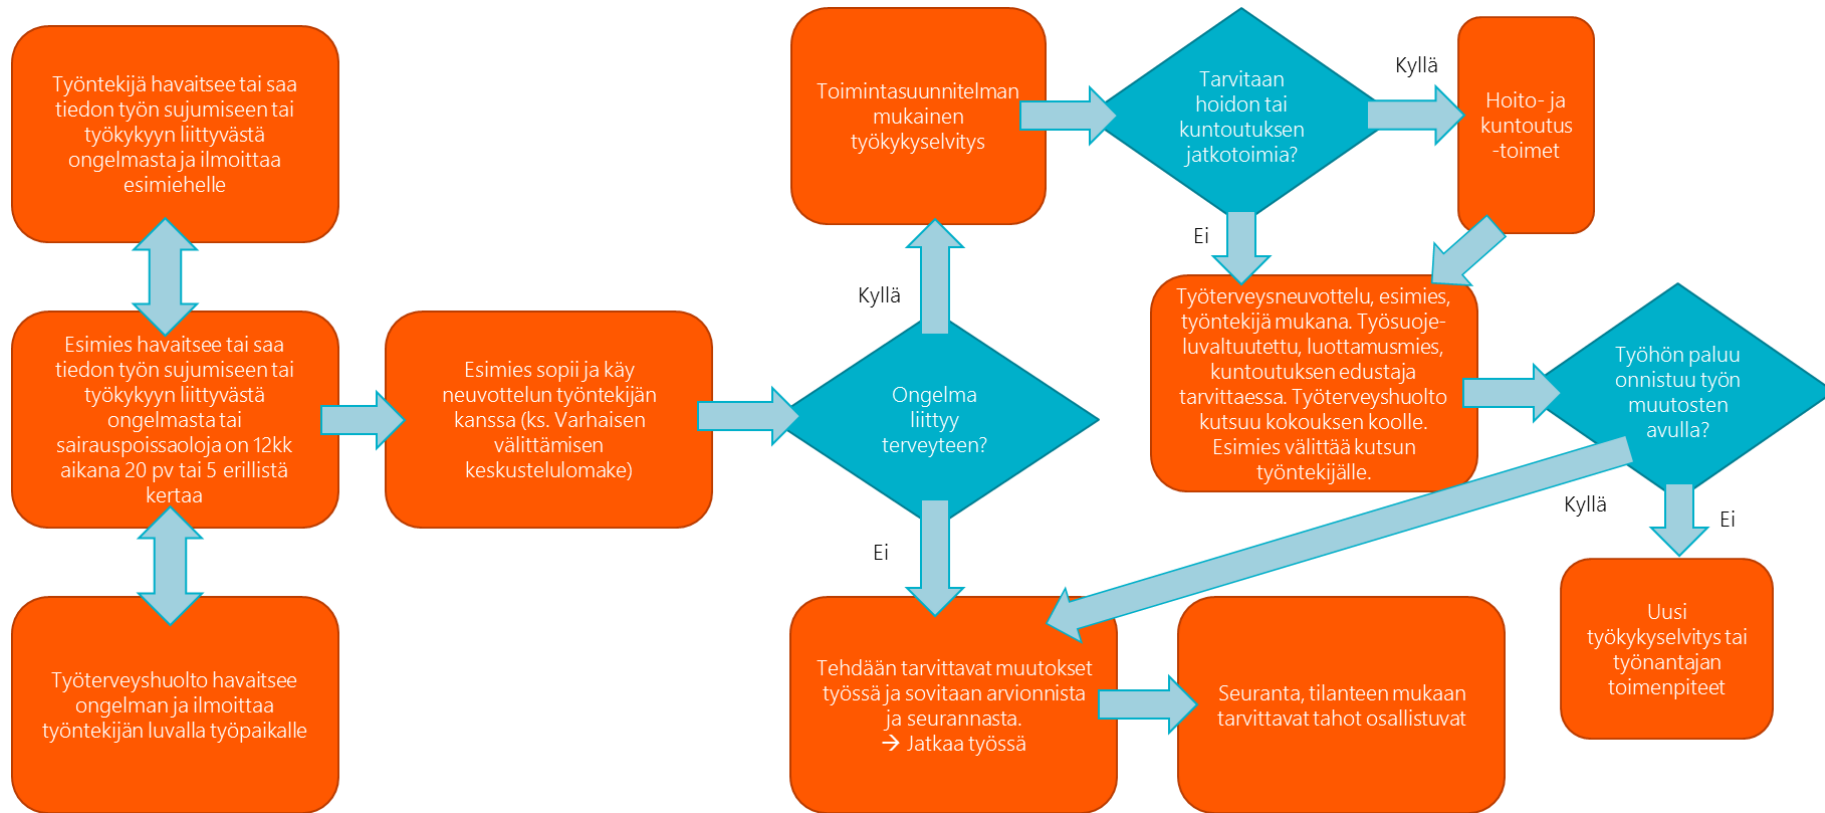 Työntekijä havaitsee tai saa
tiedon työn sujumiseen tai
työkykyyn liittyvästä
ongelmasta ja ilmoittaa
esimiehelle
Esimies havaitsee tai saa
tiedon työn sujumiseen tai
työkykyyn liittyvästä
ongelmasta tai
sairauspoissaoloja on 12kk
aikana 20 pv tai 5 erillistä
kertaa
Työterveyshuolto havaitsee
ongelman ja ilmoittaa
työntekijän luvalla työpaikalle
Esimies sopii ja käy
neuvottelun työntekijän
kanssa (ks. Varhaisen
välittämisen
keskustelulomake)
Ongelma
liittyy
terveyteen?
Kyllä
Toimintasuunnitelman
mukainen
työkykyselvitys
Tarvitaan
hoidon tai
kuntoutuksen
jatkotoimia?
Kyllä
Hoito- ja
kuntoutus
-toimet
Ei
Työterveysneuvottelu, esimies,
työntekijä mukana. Työsuoje-
luvaltuutettu, luottamusmies,
kuntoutuksen edustaja
tarvittaessa. Työterveyshuolto
kutsuu kokouksen koolle.
Esimies välittää kutsun
työntekijälle.
Työhön paluu
onnistuu työn
muutosten
avulla?
Kyllä
Ei
Uusi
työkykyselvitys tai
työnantajan
toimenpiteet
Ei
Tehdään tarvittavat muutokset
työssä ja sovitaan arvionnista
ja seurannasta.
→ Jatkaa työssä
Seuranta, tilanteen mukaan
tarvittavat tahot osallistuvat